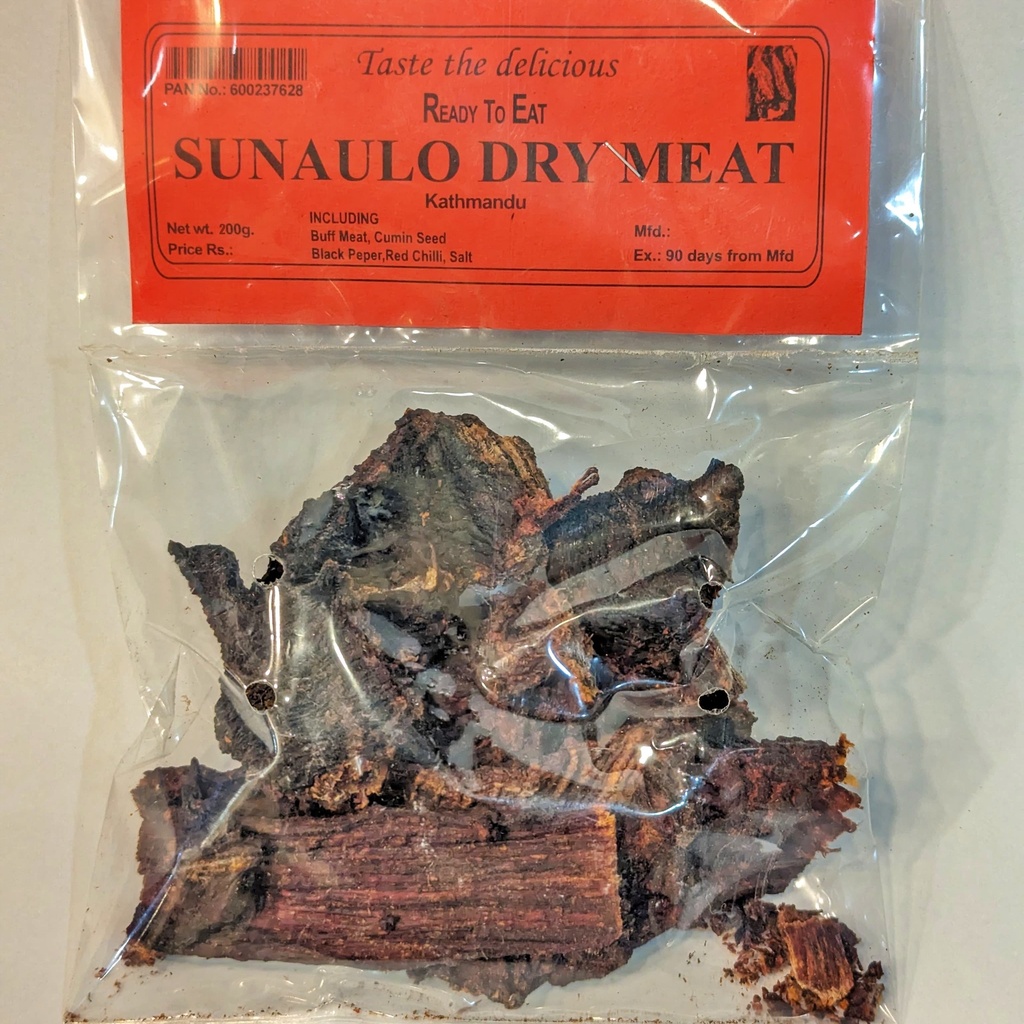 Taste the delicious
PAN No.: 600237628
READY TO EAT
SUNAULO DRY MEAT
Kathmandu
INCLUDING
Net wt. 200g.
Buff Meat, Cumin Seed
Mfd.:
Price Rs.:
Black Peper,Red Chilli, Salt
Ex.: 90 days from Mfd